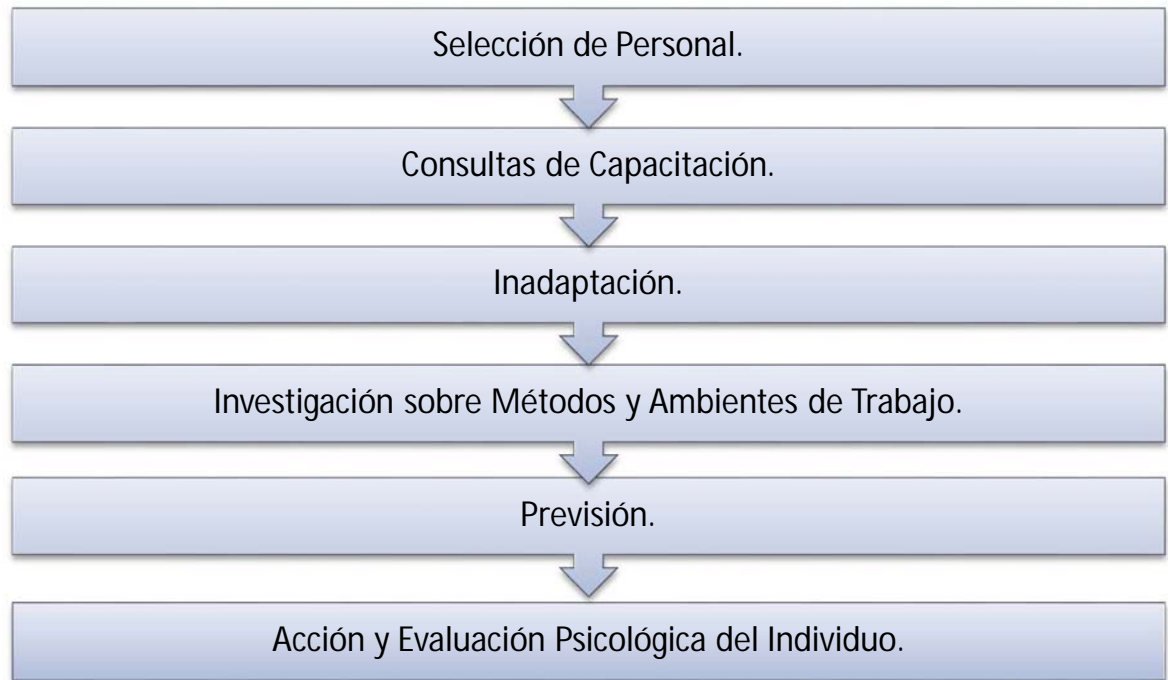 Selección de Personal.
Consultas de Capacitación.
Inadaptación.
Investigación sobre Métodos y Ambientes de Trabajo.
Previsión.
Acción y Evaluación Psicológica del Individuo.